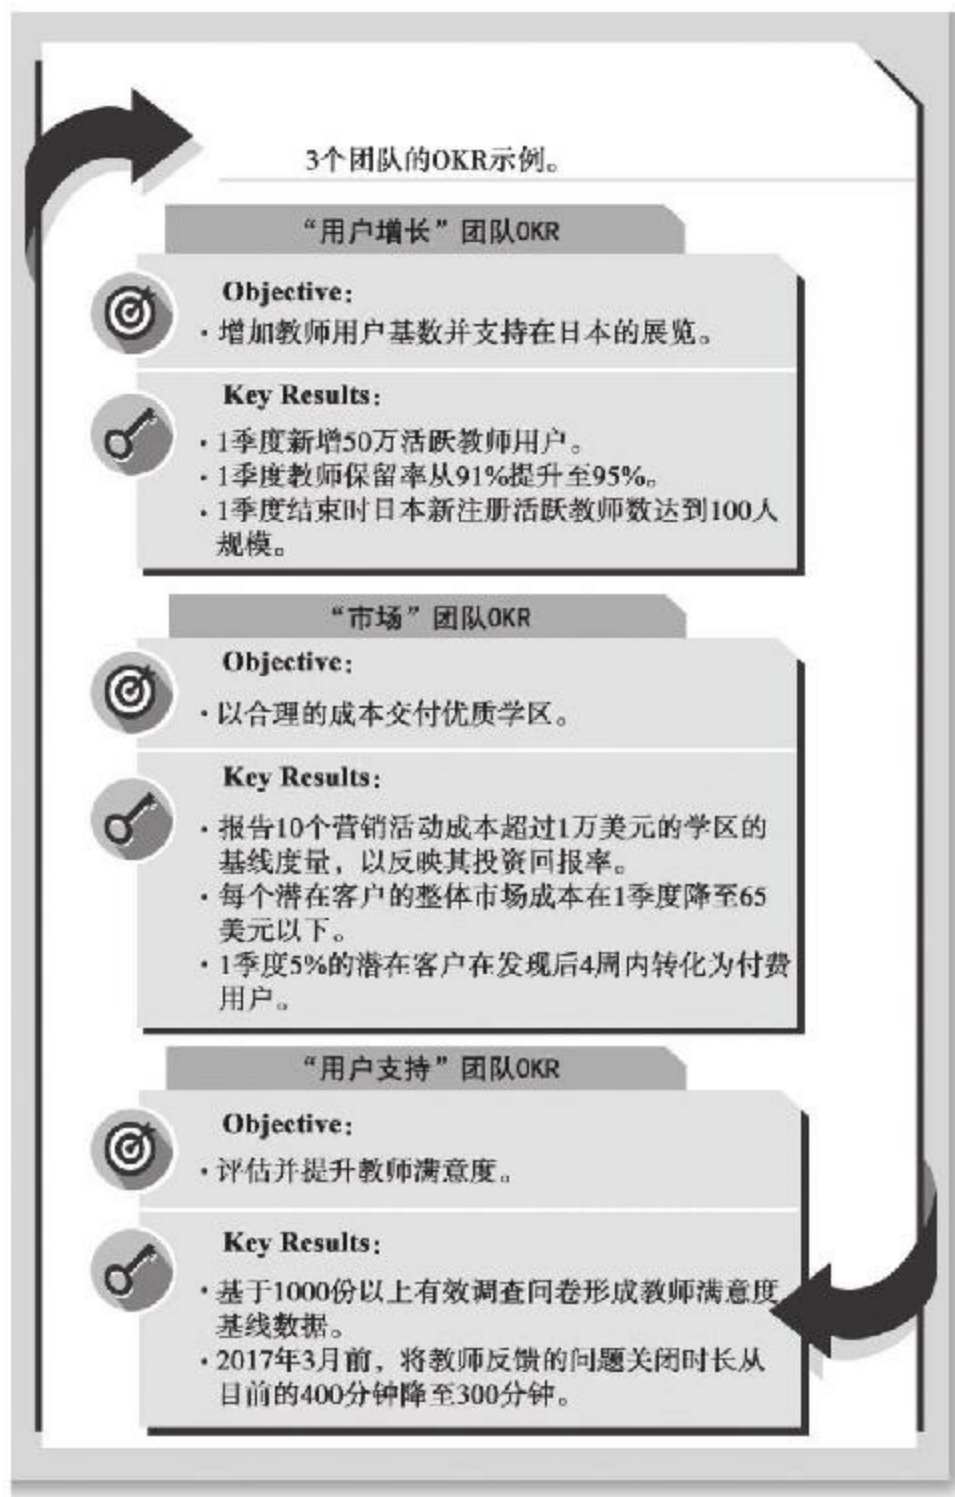 3个团队的OKR示例。
“用户增长”团队OKR
Objective：
·增加教师用户基数并支持在日本的展览。
Key Results：
·1季度新增50万活跃教师用户。
·1季度教师保留率从91%提升至95%。
·1季度结束时日本新注册活跃教师数达到100人
规模。
“市场”团队OKR
Objective：
·以合理的成本交付优质学区。
Key Results：
·报告10个营销活动成本超过1万美元的学区的
基线度量，以反映其投资回报率。
·每个潜在客户的整体市场成本在1季度降至65
美元以下。
·1季度5%的潜在客户在发现后4周内转化为付费
用户。
“用户支持”团队OKR
Objective：
·评估并提升教师满意度。
Key Results：
·基于1000份以上有效调查问卷形成教师满意度
基线数据。
·2017年3月前，将教师反馈的问题关闭时长从
目前的400分钟降至300分钟。